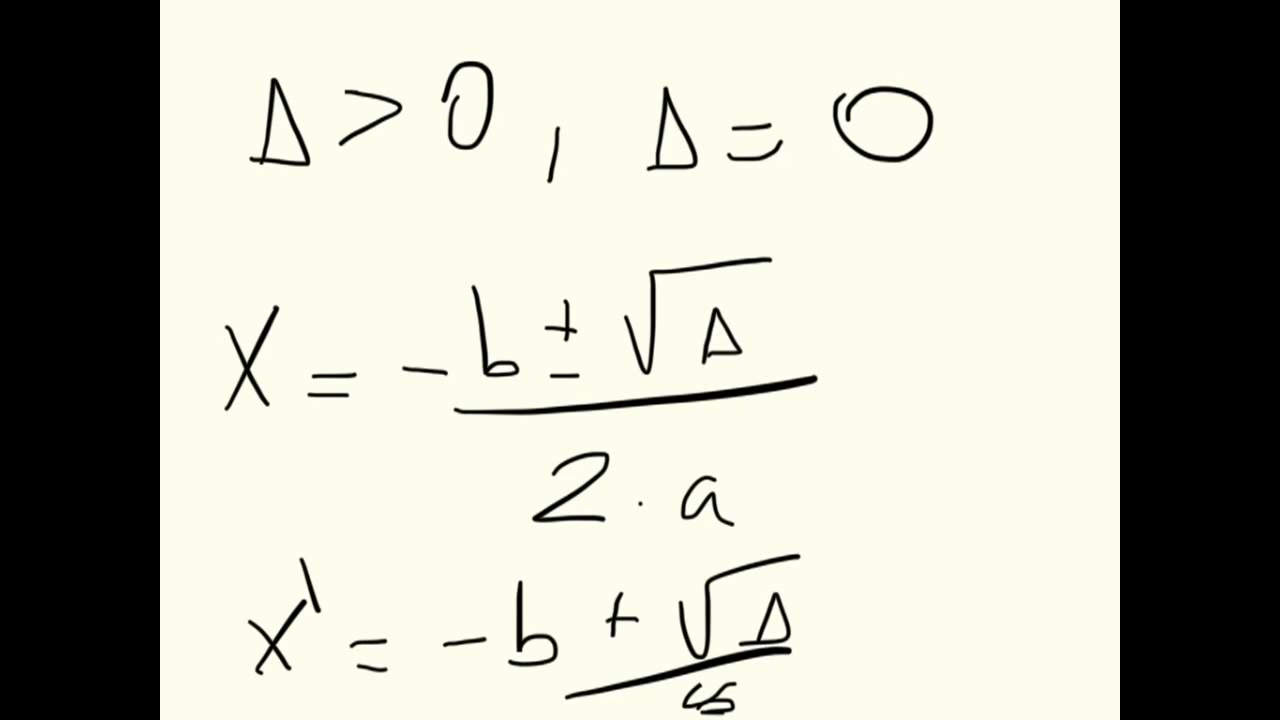 Δ > 0 , Δ = 0
X = -b ± √Δ
2 · a
x' = -b + √Δ